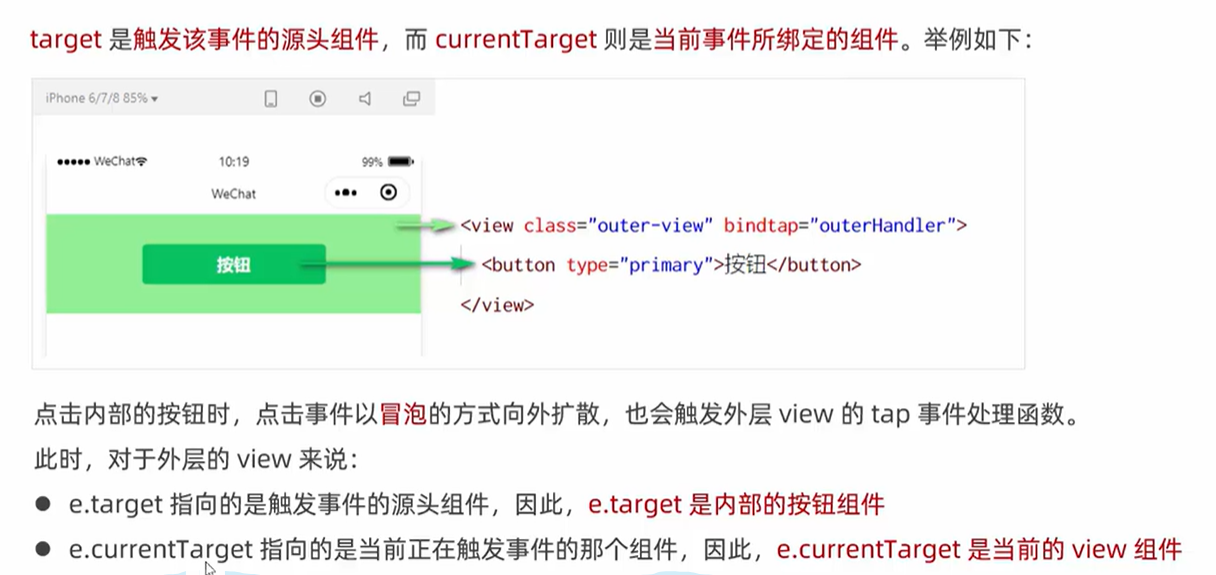 target 是触发该事件的源头组件，而 currentTarget 则是当前事件所绑定的组件。举例如下：
iPhone 6/7/8 85%
WeChat 10:19 99%
WeChat
<view class="outer-view" bindtap="outerHandler">
按钮 <button type="primary">按钮</button>
</view>
点击内部的按钮时，点击事件以冒泡的方式向外扩散，也会触发外层 view 的 tap 事件处理函数。
此时，对于外层的 view 来说：
● e.target 指向的是触发事件的源头组件，因此，e.target 是内部的按钮组件
● e.currentTarget 指向的是当前正在触发事件的那个组件，因此，e.currentTarget 是当前的 view 组件